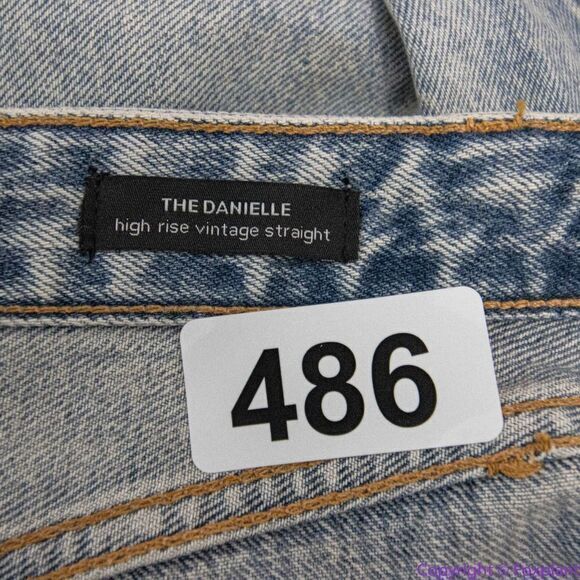 THE DANIELLE
high rise vintage straight
486